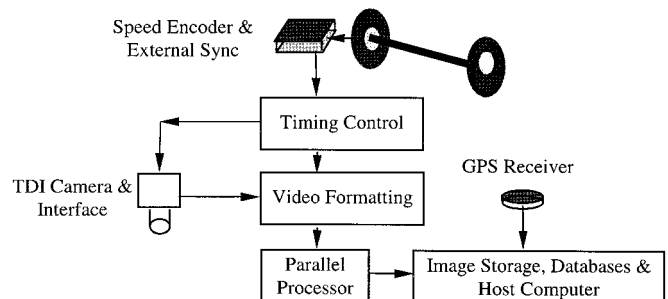 Speed Encoder &
External Sync
Timing Control
GPS Receiver
TDI Camera &
Interface
Video Formatting
Parallel
Processor
Image Storage, Databases &
Host Computer